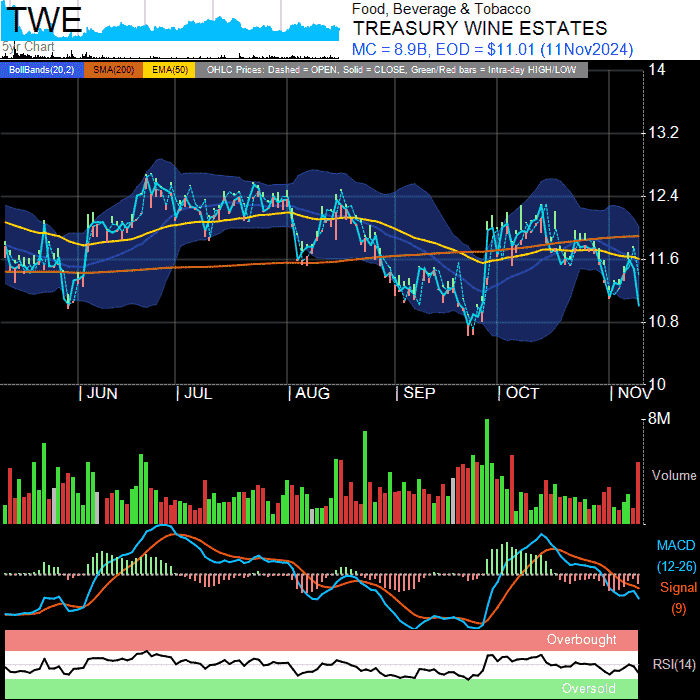 TWE
5yr Chart
Food, Beverage & Tobacco
TREASURY WINE ESTATES
MC = 8.9B, EOD = $11.01 (11Nov2024)
BollBands(20,2) SMA(200) EMA(50) OHLC Prices: Dashed = OPEN, Solid = CLOSE, Green/Red bars = Intra-day HIGH/LOW
14
13.2
12.4
11.6
10.8
10
| JUN | JUL | AUG | SEP | OCT | NOV
8M
Volume
MACD
(12-26)
Signal
(9)
Overbought
RSI(14)
Oversold